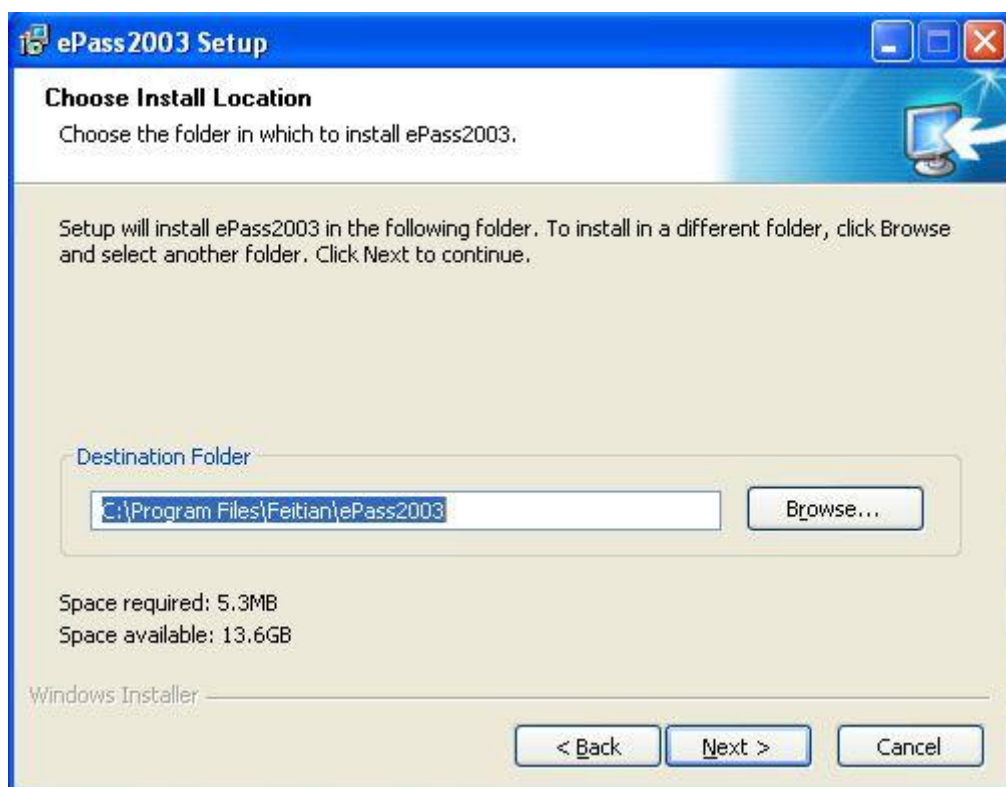 ePass2003 Setup
Choose Install Location
Choose the folder in which to install ePass2003.
Setup will install ePass2003 in the following folder. To install in a different folder, click Browse
and select another folder. Click Next to continue.
Destination Folder
C:\Program Files\Feitian\ePass2003
Browse...
Space required: 5.3MB
Space available: 13.6GB
Windows Installer
< Back
Next >
Cancel